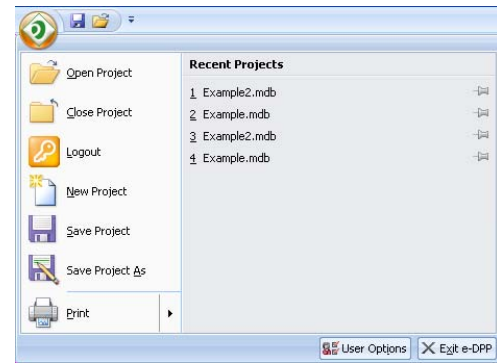 Open Project
Close Project
Logout
New Project
Save Project
Save Project As
Print
Recent Projects
1 Example2.mdb
2 Example.mdb
3 Example2.mdb
4 Example.mdb
User Options
Exit e-DPP